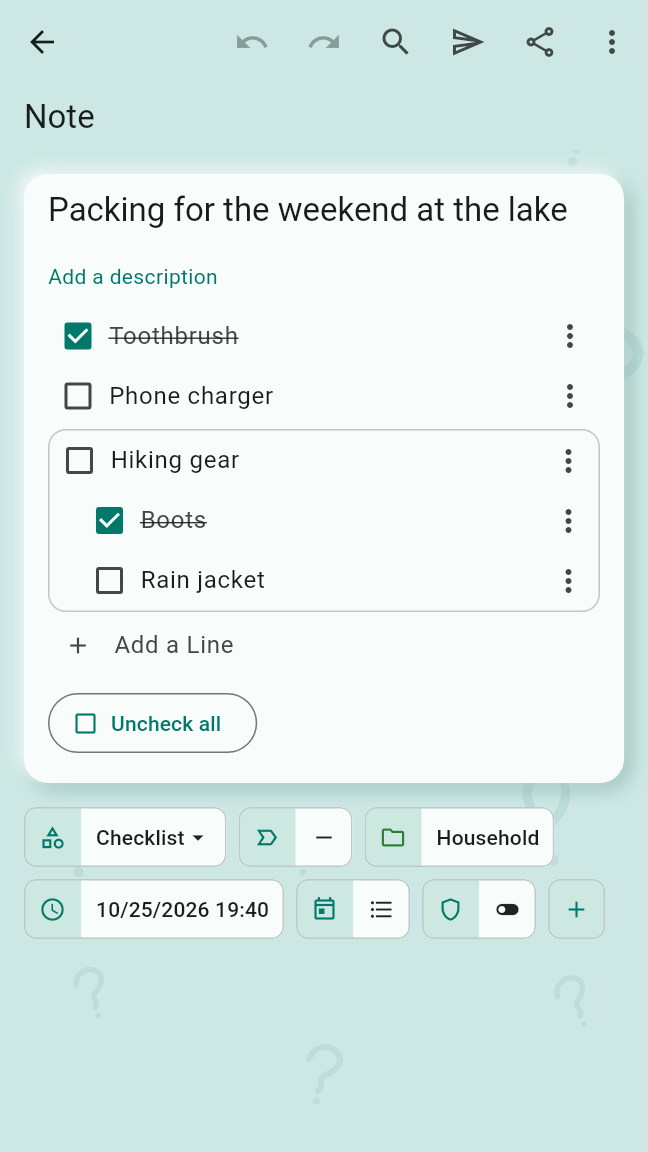 Note
Packing for the weekend at the lake
Add a description
Toothbrush
Phone charger
Hiking gear
Boots
Rain jacket
Add a Line
Uncheck all
Checklist
Household
10/25/2026 19:40